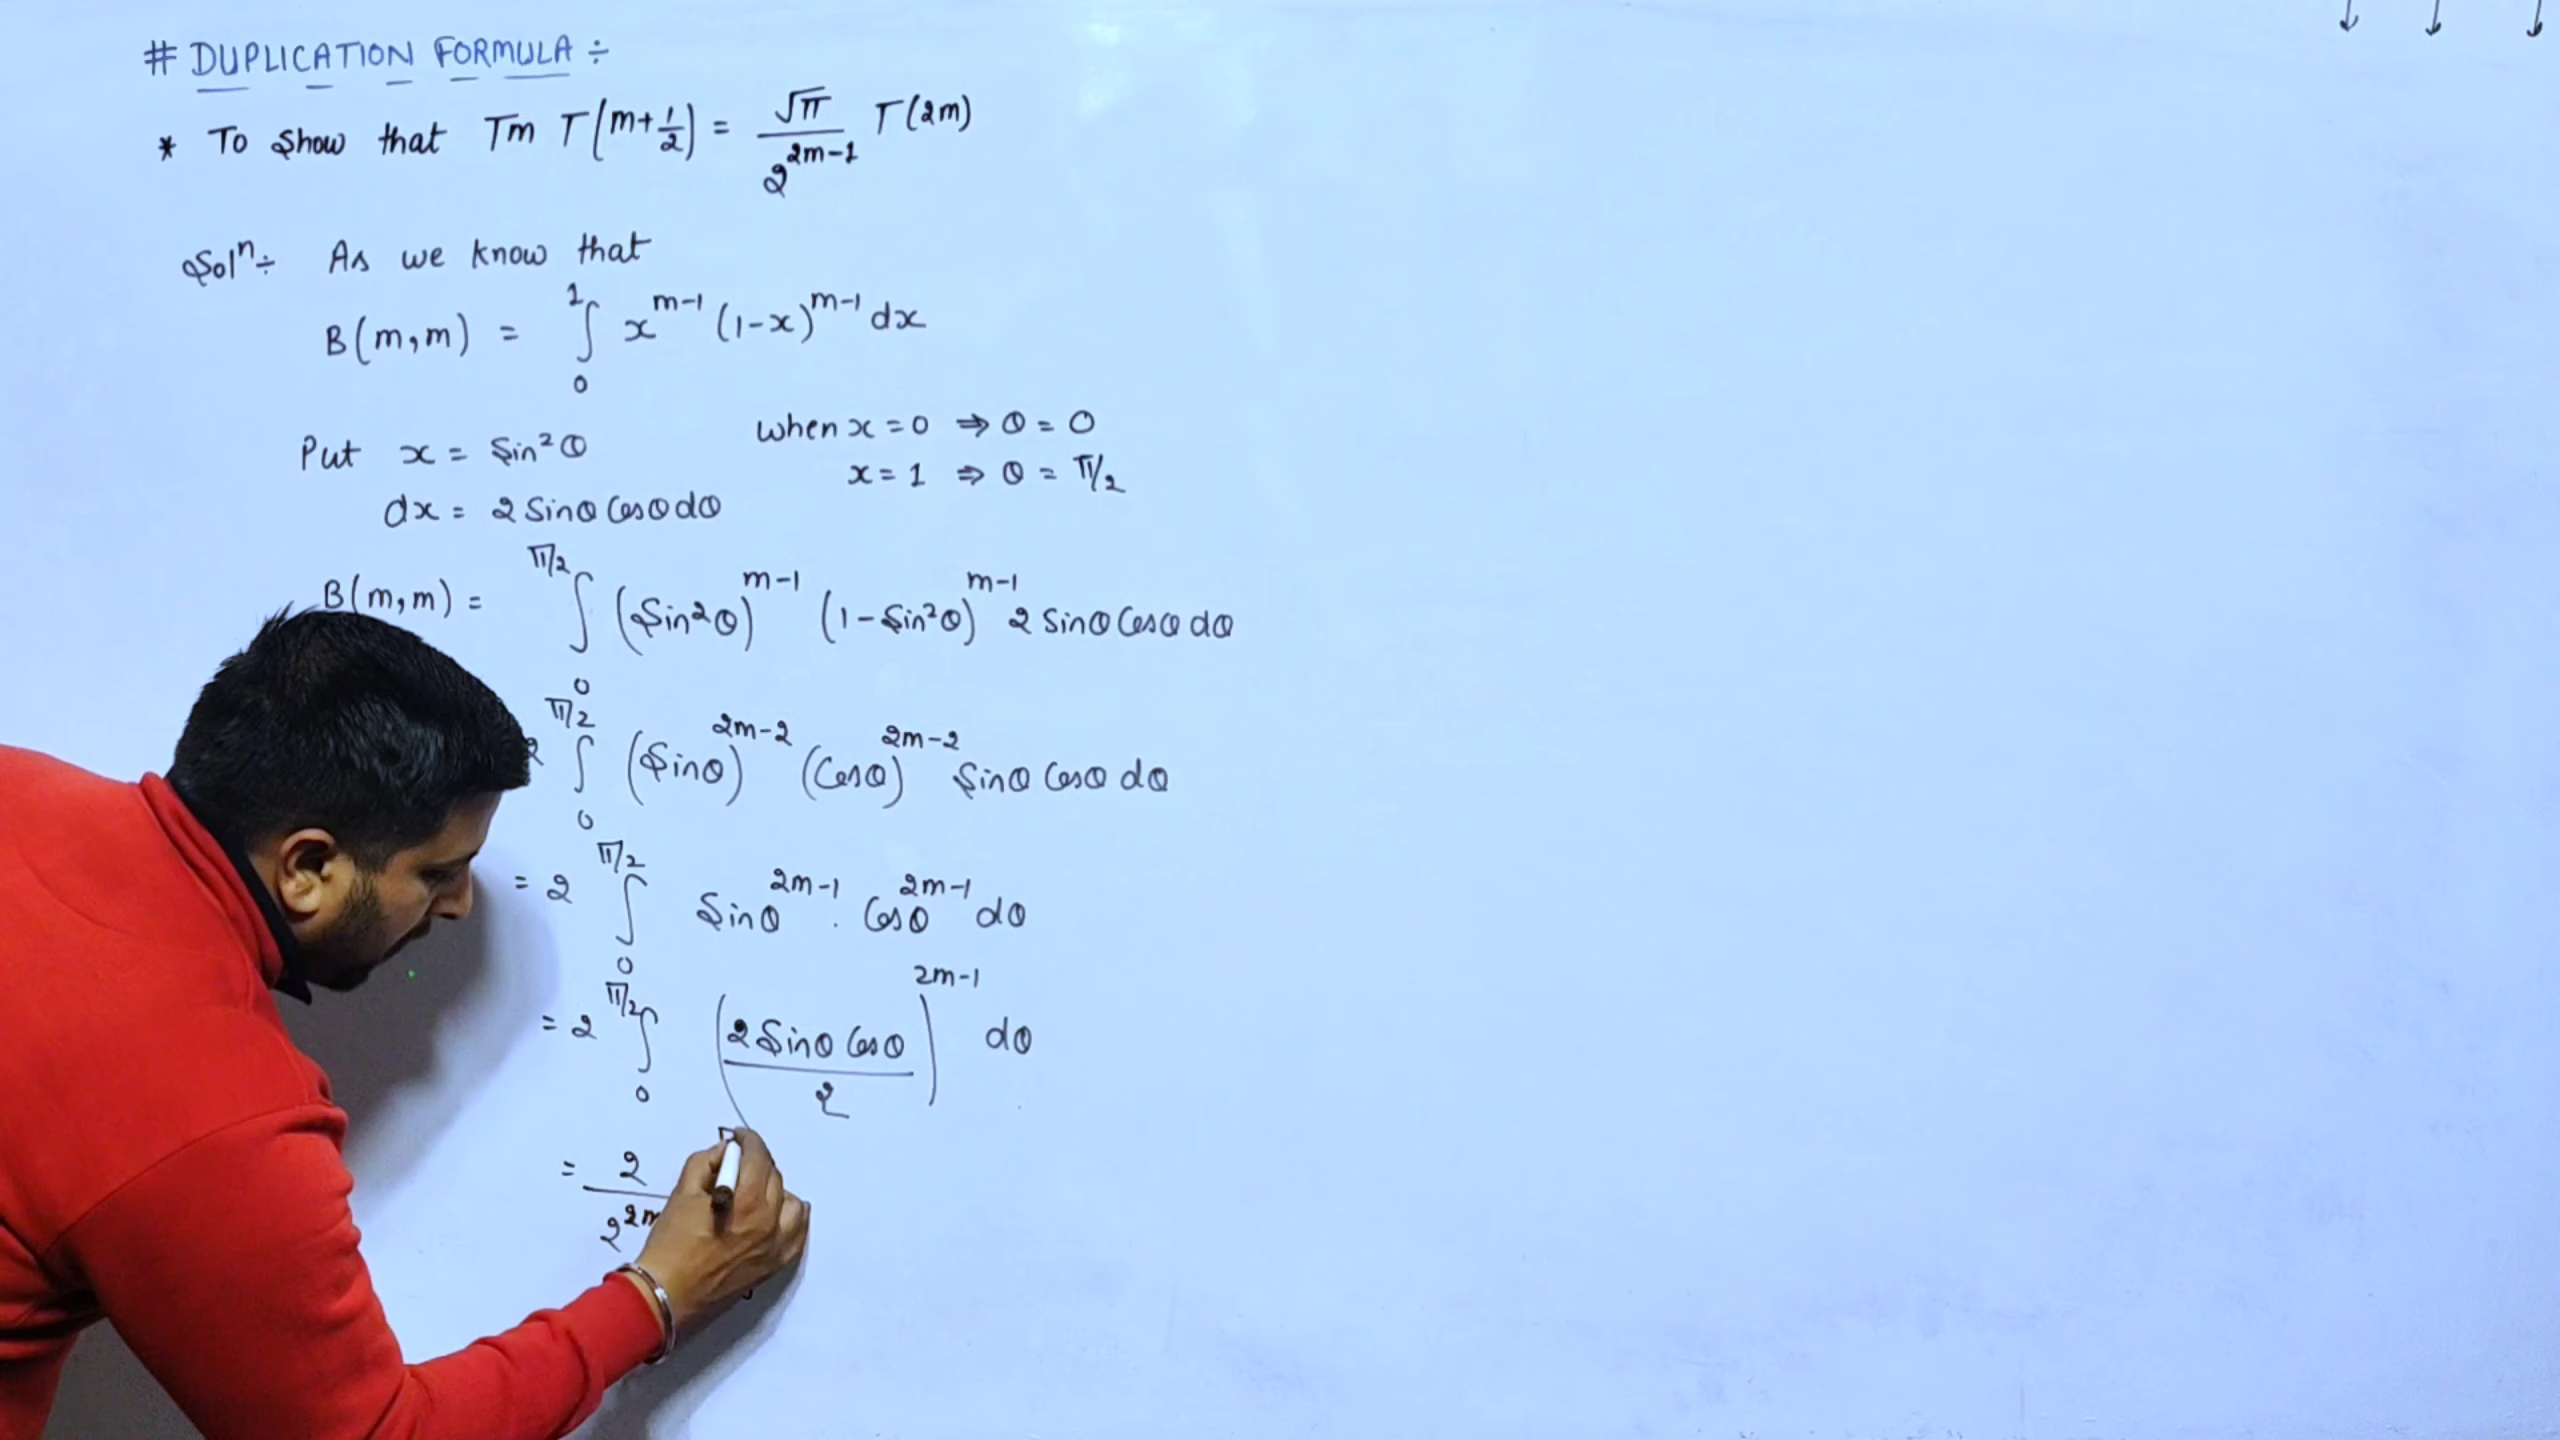 # DUPLICATION FORMULA ÷
* To Show that Tm T(m+1/2) = √π/2^(2m-1) T(2m)
Solⁿ÷ As we know that
B(m,m) = ∫₀¹ x^(m-1) (1-x)^(m-1) dx
Put x = Sin²θ when x = 0 ⇒ θ = 0
dx = 2 Sinθ Cosθ dθ x = 1 ⇒ θ = π/2
B(m,m) = ∫₀^(π/2) (Sin²θ)^(m-1) (1-Sin²θ)^(m-1) 2 Sinθ Cosθ dθ
2 ∫₀^(π/2) (Sinθ)^(2m-2) (Cosθ)^(2m-2) Sinθ Cosθ dθ
= 2 ∫₀^(π/2) Sinθ^(2m-1) . Cosθ^(2m-1) dθ
= 2 ∫₀^(π/2) (2 Sinθ Cosθ/2)^(2m-1) dθ
= 2/2^(2m